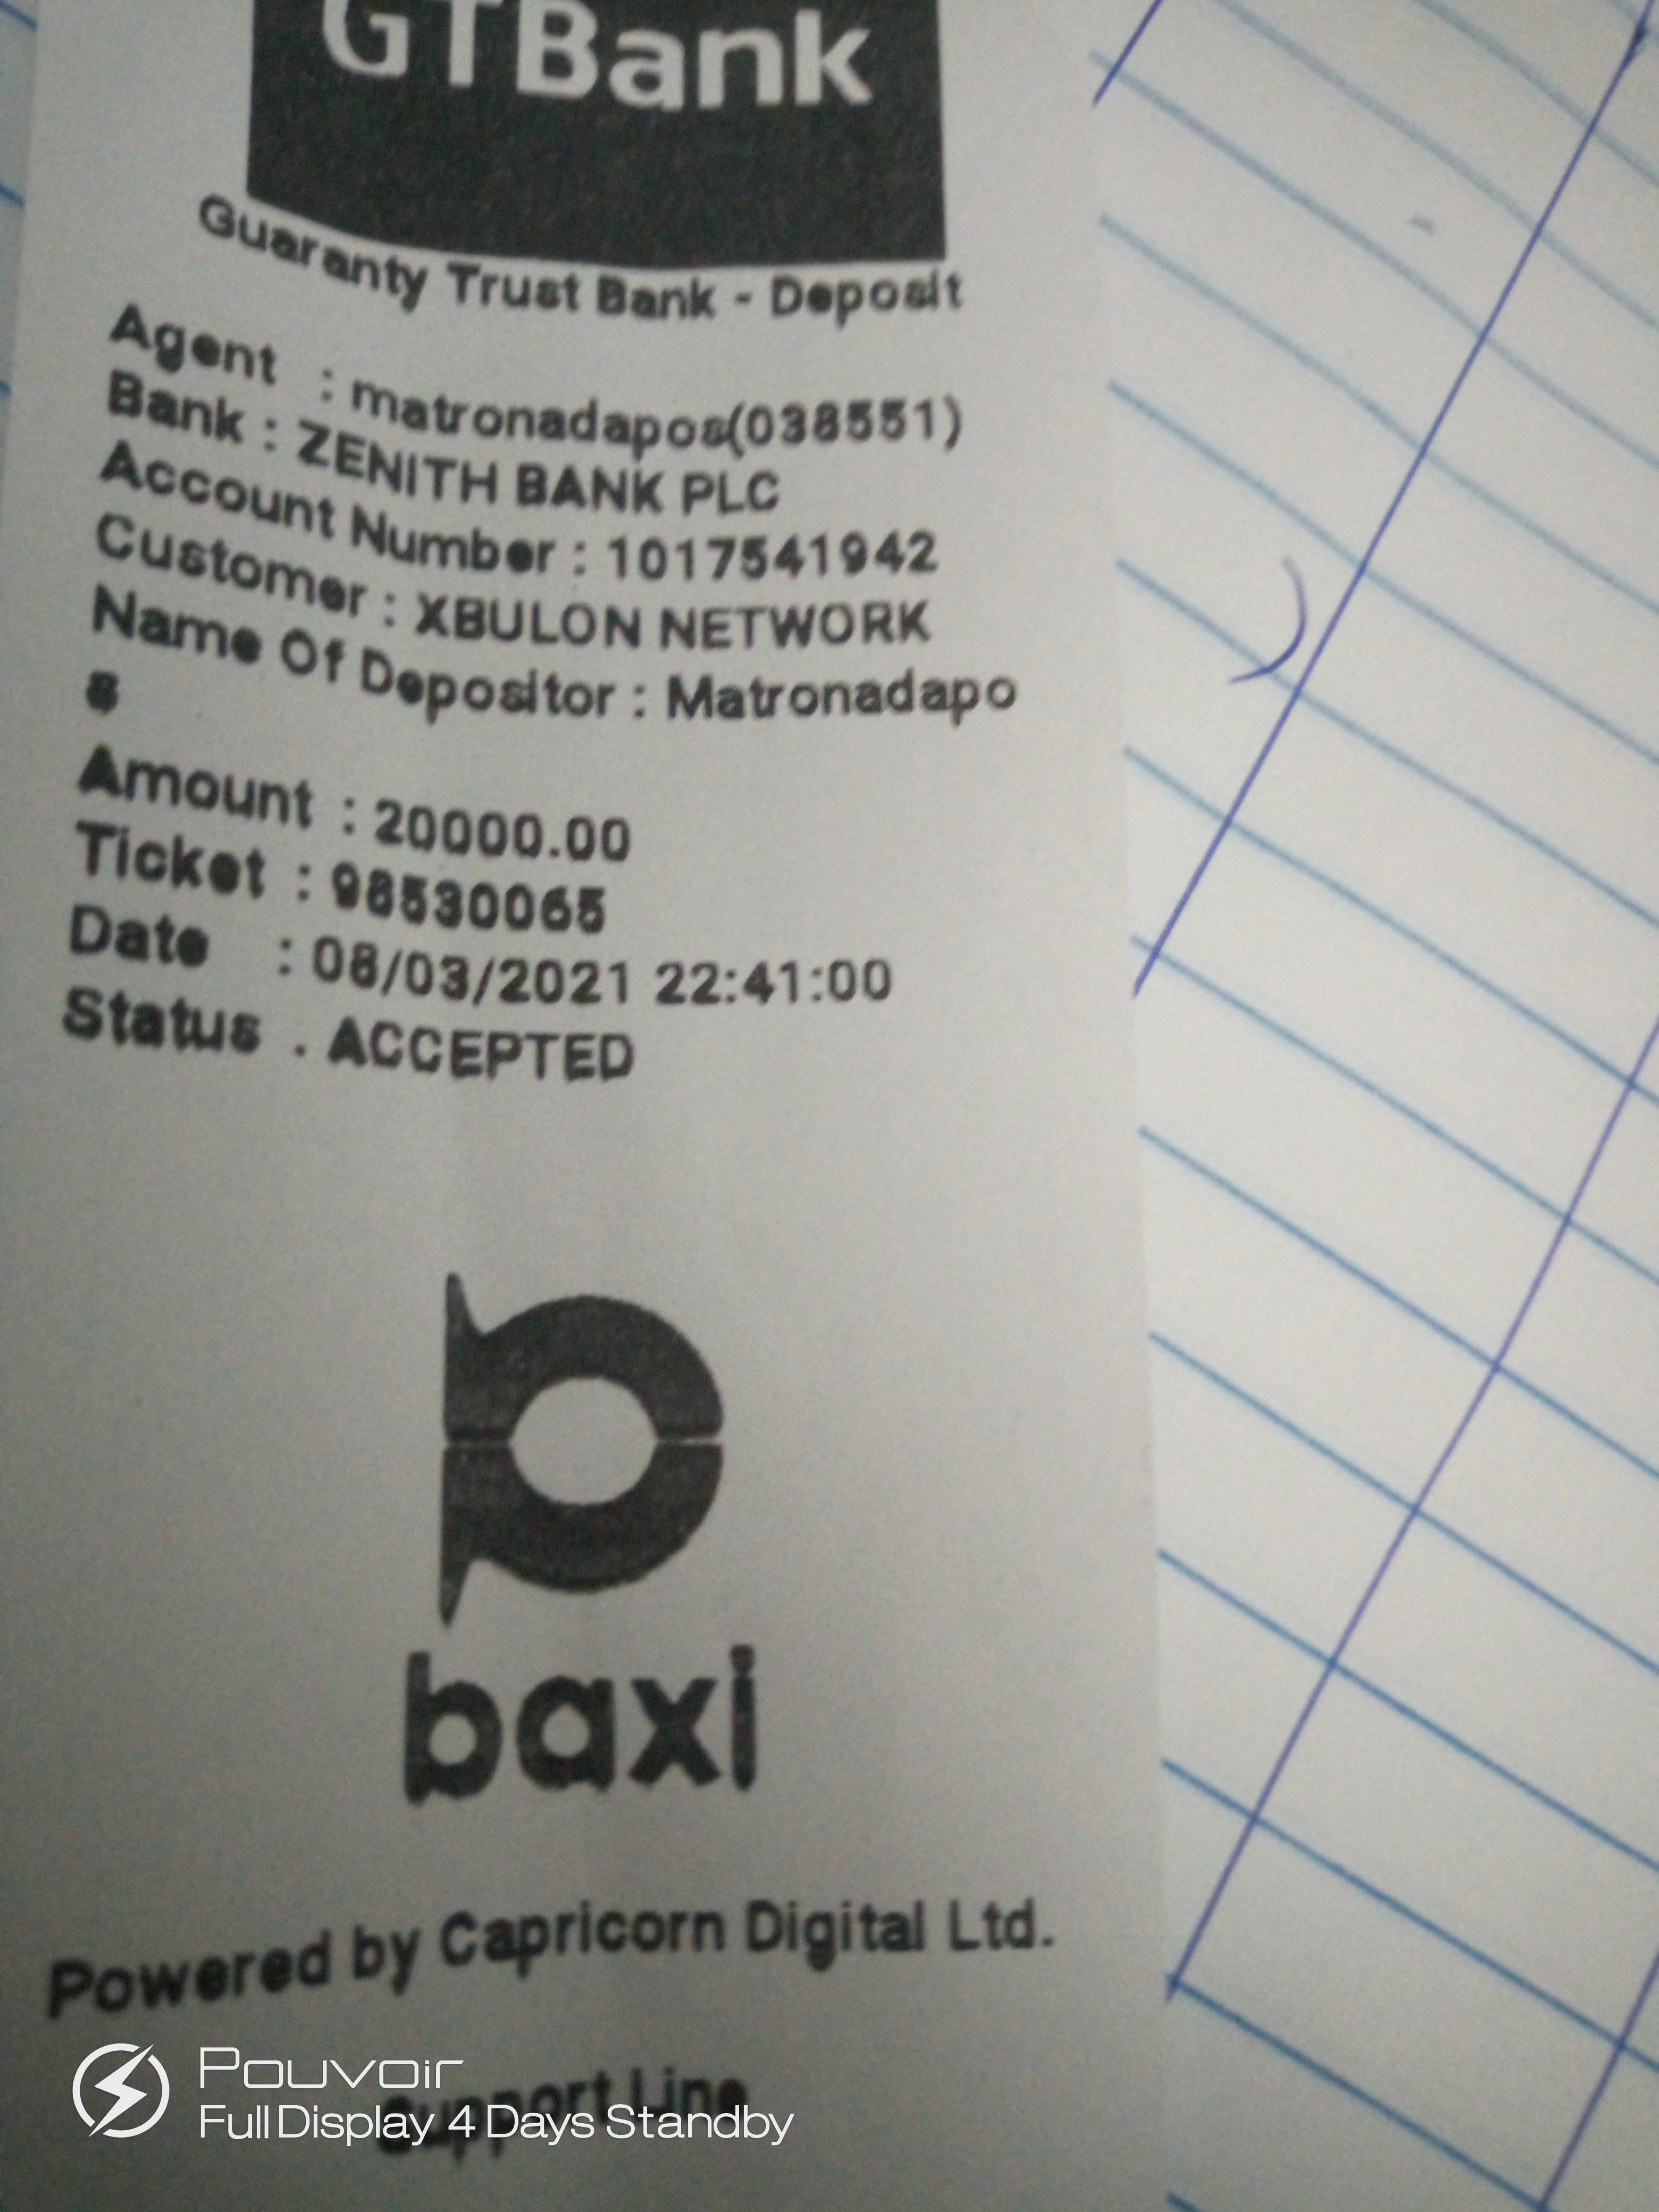 GTBank
Guaranty Trust Bank - Deposit
Agent : matronadapos(038551)
Bank : ZENITH BANK PLC
Account Number : 1017541942
Customer : XBULON NETWORK
Name Of Depositor : Matronadapo
s
Amount : 20000.00
Ticket : 98530065
Date : 08/03/2021 22:41:00
Status : ACCEPTED
baxi
Powered by Capricorn Digital Ltd.
Support Line
Pouvoir
Full Display 4 Days Standby